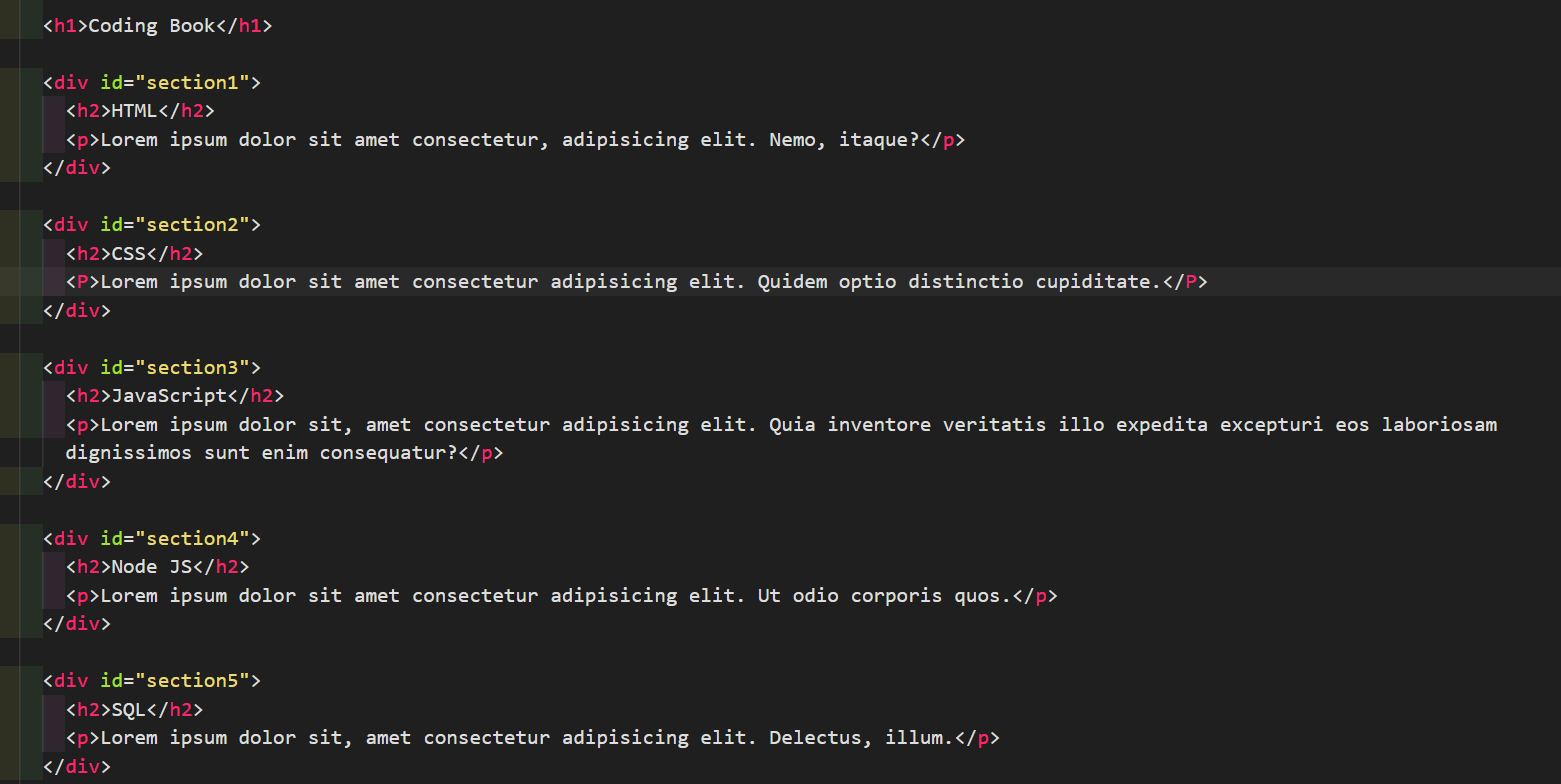 <h1>Coding Book</h1>
<div id="section1">
<h2>HTML</h2>
<p>Lorem ipsum dolor sit amet consectetur, adipisicing elit. Nemo, itaque?</p>
</div>
<div id="section2">
<h2>CSS</h2>
<P>Lorem ipsum dolor sit amet consectetur adipisicing elit. Quidem optio distinctio cupiditate.</P>
</div>
<div id="section3">
<h2>JavaScript</h2>
<p>Lorem ipsum dolor sit, amet consectetur adipisicing elit. Quia inventore veritatis illo expedita excepturi eos laboriosam
dignissimos sunt enim consequatur?</p>
</div>
<div id="section4">
<h2>Node JS</h2>
<p>Lorem ipsum dolor sit amet consectetur adipisicing elit. Ut odio corporis quos.</p>
</div>
<div id="section5">
<h2>SQL</h2>
<p>Lorem ipsum dolor sit, amet consectetur adipisicing elit. Delectus, illum.</p>
</div>